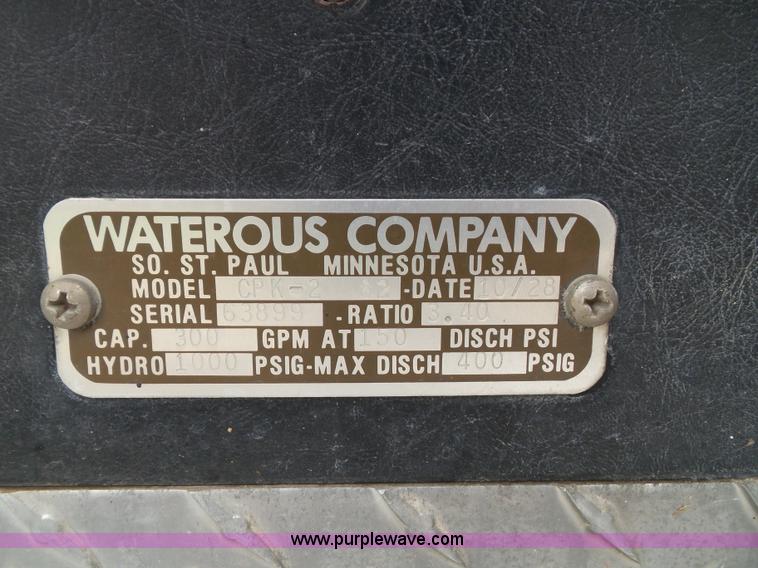 WATEROUS COMPANY
SO. ST. PAUL MINNESOTA U.S.A.
MODEL CPK-2 -DATE 10/28
SERIAL 63899 -RATIO 3.40
CAP. 300 GPM AT 150 DISCH PSI
HYDRO 1000 PSIG-MAX DISCH 400 PSIG
www.purplewave.com